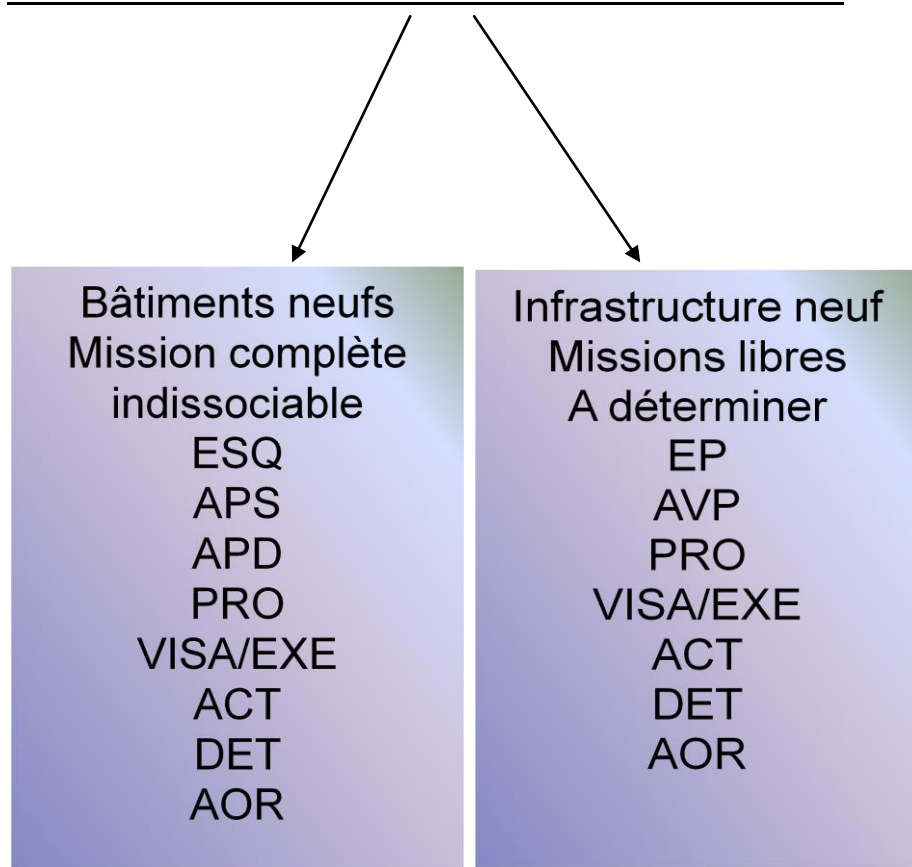 Bâtiments neufs
Mission complète
indissociable
ESQ
APS
APD
PRO
VISA/EXE
ACT
DET
AOR
Infrastructure neuf
Missions libres
A déterminer
EP
AVP
PRO
VISA/EXE
ACT
DET
AOR